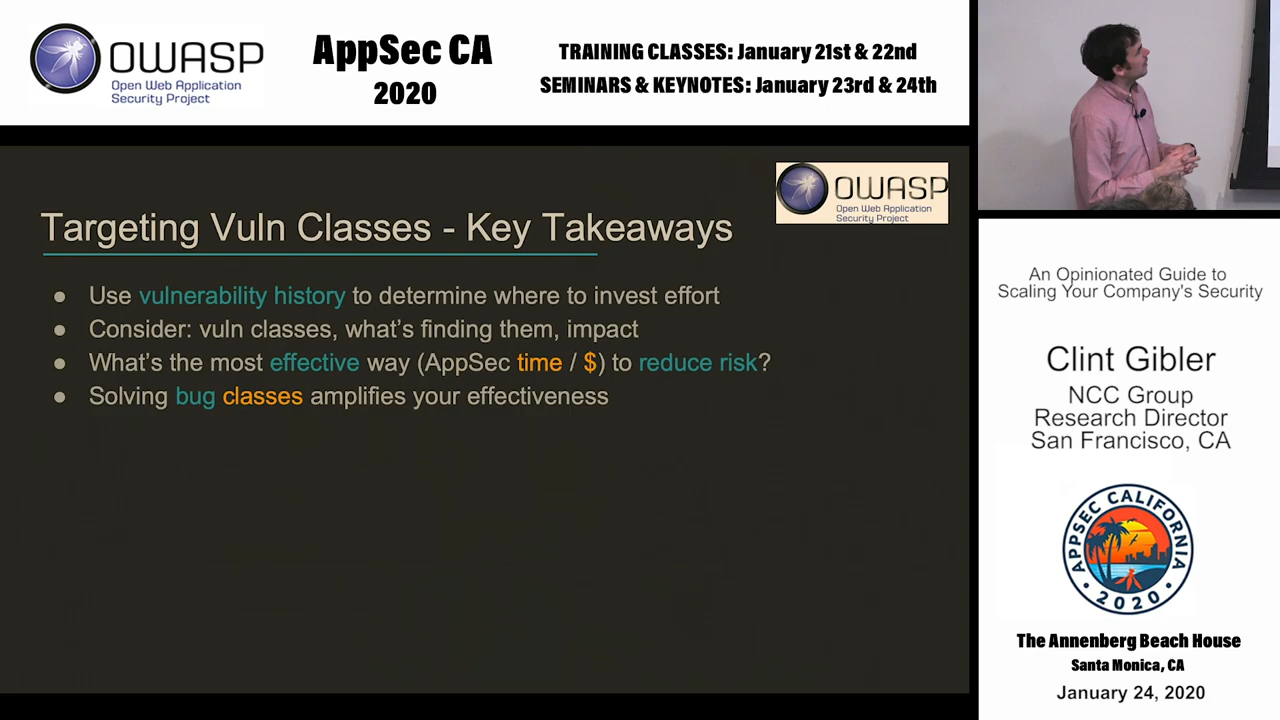 OWASP
Open Web Application
Security Project
AppSec CA
2020
TRAINING CLASSES: January 21st & 22nd
SEMINARS & KEYNOTES: January 23rd & 24th
OWASP
Open Web Application
Security Project
Targeting Vuln Classes - Key Takeaways
● Use vulnerability history to determine where to invest effort
● Consider: vuln classes, what's finding them, impact
● What's the most effective way (AppSec time / $) to reduce risk?
● Solving bug classes amplifies your effectiveness
An Opinionated Guide to
Scaling Your Company's Security
Clint Gibler
NCC Group
Research Director
San Francisco, CA
APPSEC CALIFORNIA
• 2020 •
The Annenberg Beach House
Santa Monica, CA
January 24, 2020